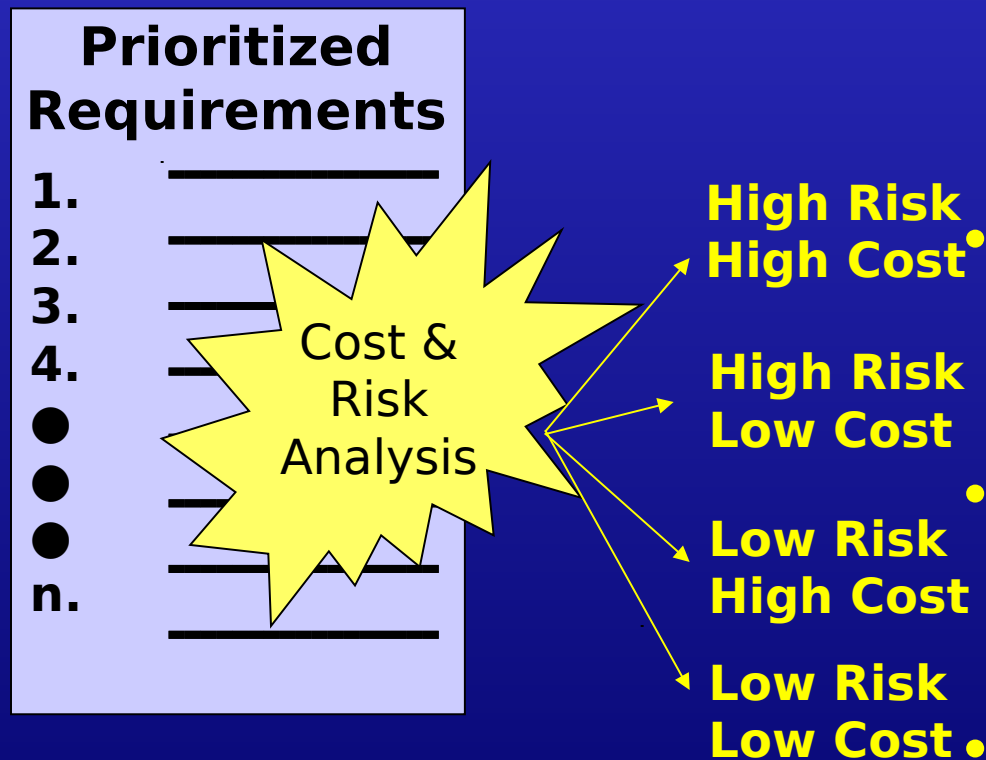 Prioritized
Requirements
1.
2.
3.
4.
●
●
●
n.
Cost &
Risk
Analysis
High Risk
High Cost
High Risk
Low Cost
Low Risk
High Cost
Low Risk
Low Cost